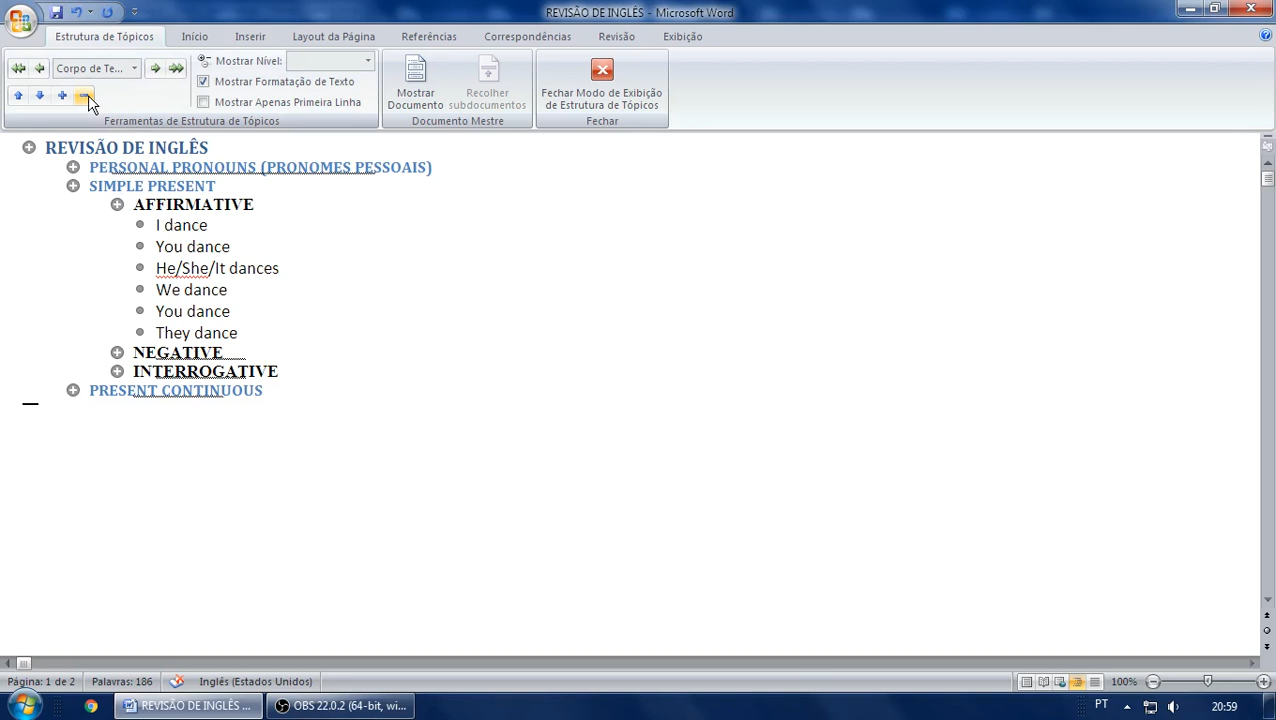 REVISÃO DE INGLÊS - Microsoft Word
Estrutura de Tópicos Início Inserir Layout da Página Referências Correspondências Revisão Exibição
Corpo de Te...
Mostrar Nível:
Mostrar Formatação de Texto
Mostrar Apenas Primeira Linha
Ferramentas de Estrutura de Tópicos
Mostrar
Documento
Recolher
subdocumentos
Documento Mestre
Fechar Modo de Exibição
de Estrutura de Tópicos
Fechar
REVISÃO DE INGLÊS
PERSONAL PRONOUNS (PRONOMES PESSOAIS)
SIMPLE PRESENT
AFFIRMATIVE
I dance
You dance
He/She/It dances
We dance
You dance
They dance
NEGATIVE
INTERROGATIVE
PRESENT CONTINUOUS
Página: 1 de 2 Palavras: 186 Inglês (Estados Unidos) 100%
REVISÃO DE INGLÊS ... OBS 22.0.2 (64-bit, wi... PT 20:59